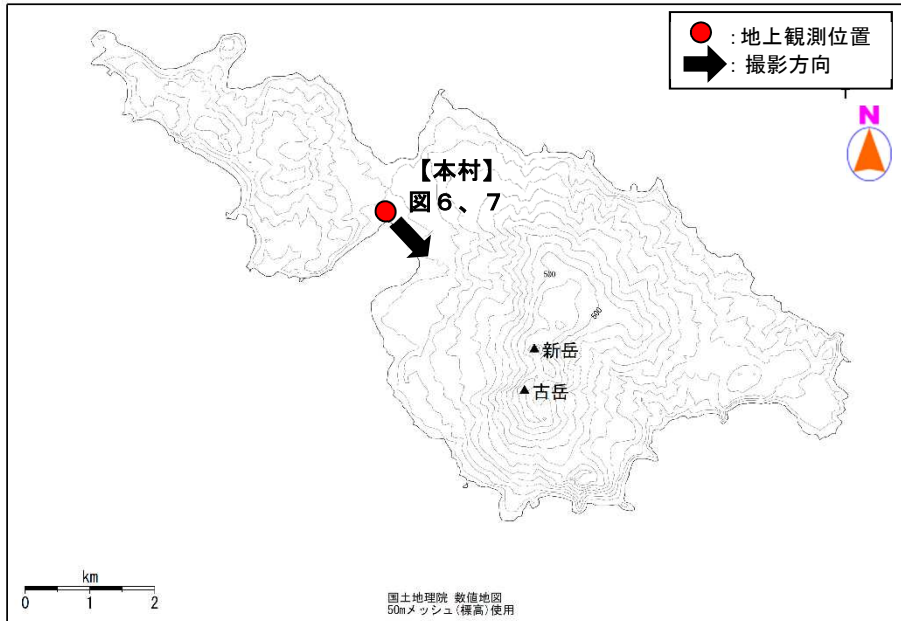 ：地上観測位置
：撮影方向
N
【本村】
図６、７
500
500
▲新岳
▲古岳
km
0 1 2
国土地理院 数値地図
50mメッシュ（標高）使用